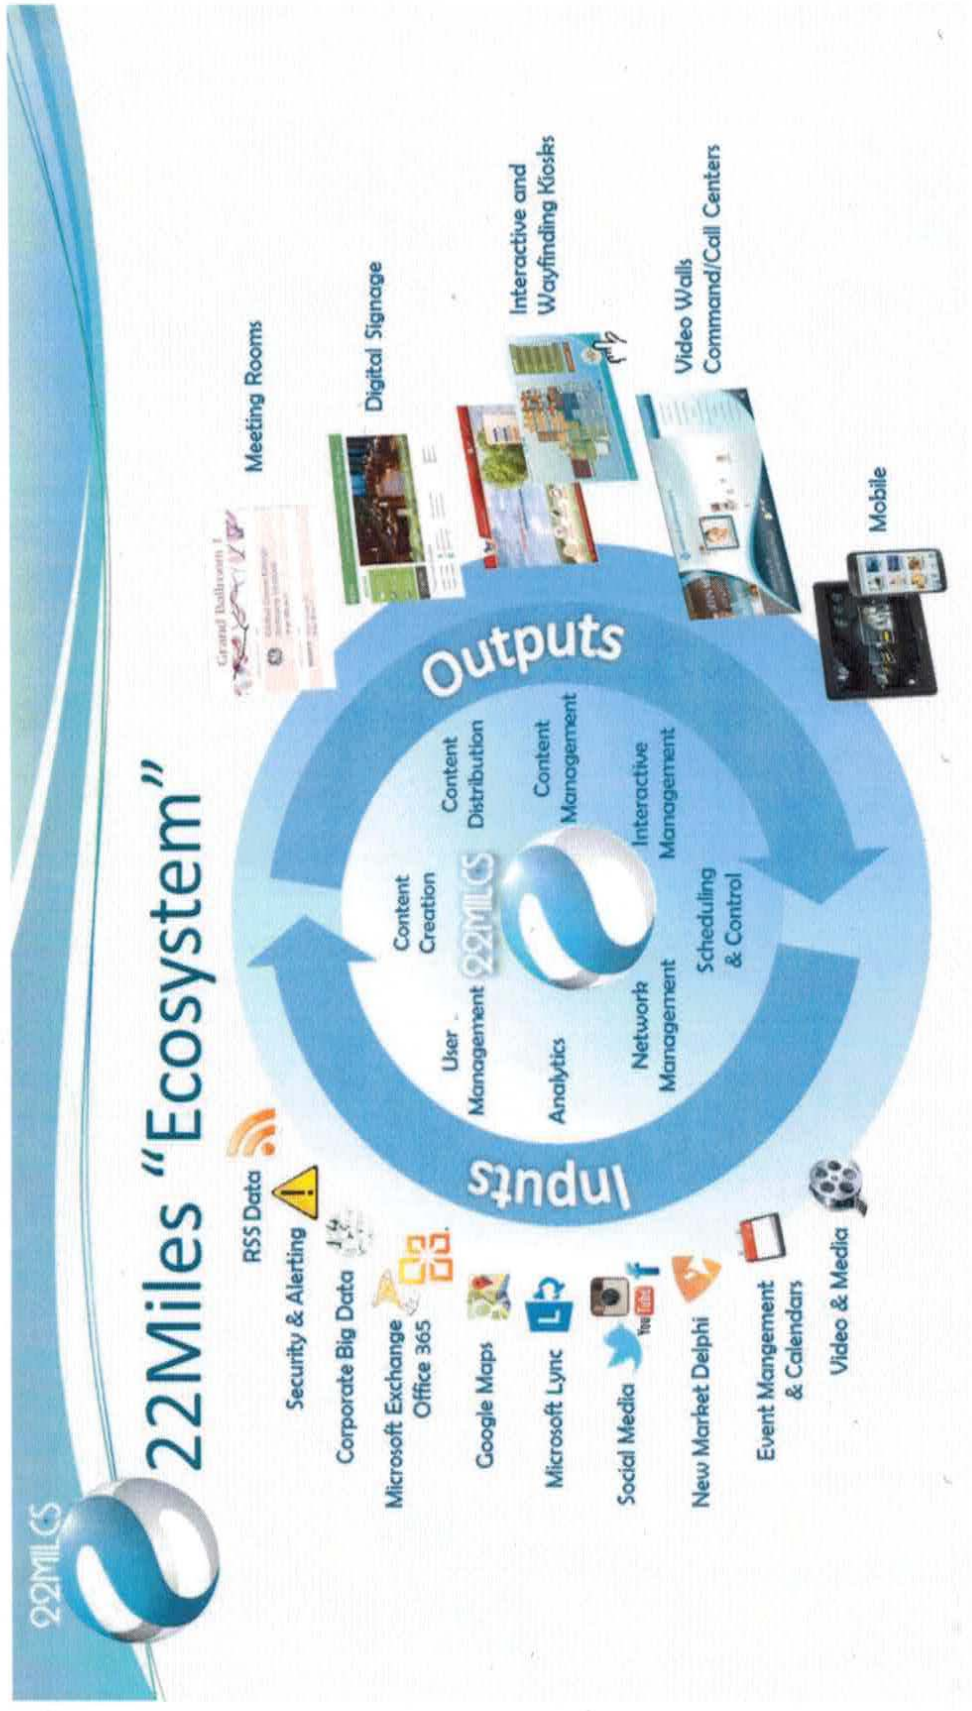 22MILES
22Miles "Ecosystem"
RSS Data
Security & Alerting
Corporate Big Data
Microsoft Exchange
Office 365
Google Maps
Microsoft Lync
Social Media
You Tube
New Market Delphi
Event Mangement
& Calendars
Video & Media
Inputs
Content
Creation
User
Management
22MILES
Analytics
Network
Management
Scheduling
& Control
Interactive
Management
Content
Management
Content
Distribution
Outputs
Grand Ballroom 1
Meeting Rooms
Digital Signage
Interactive and
Wayfinding Kiosks
Video Walls
Command/Call Centers
Mobile